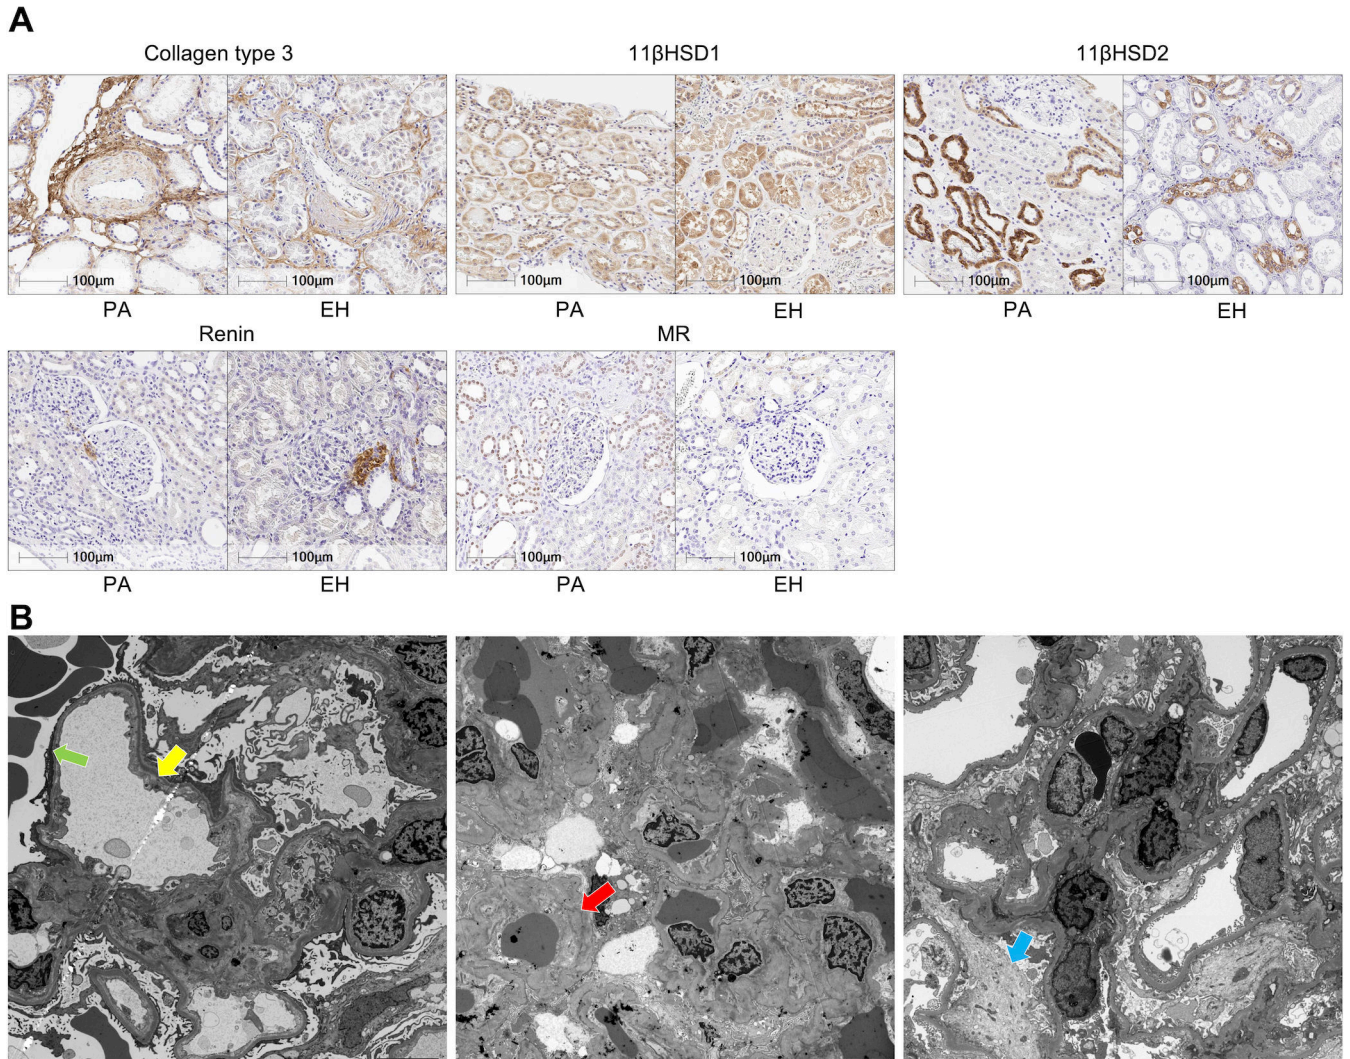 A
Collagen type 3
11βHSD1
11βHSD2
100μm
100μm
100μm
100μm
100μm
100μm
PA
EH
PA
EH
PA
EH
Renin
MR
100μm
100μm
100μm
100μm
PA
EH
PA
EH
B